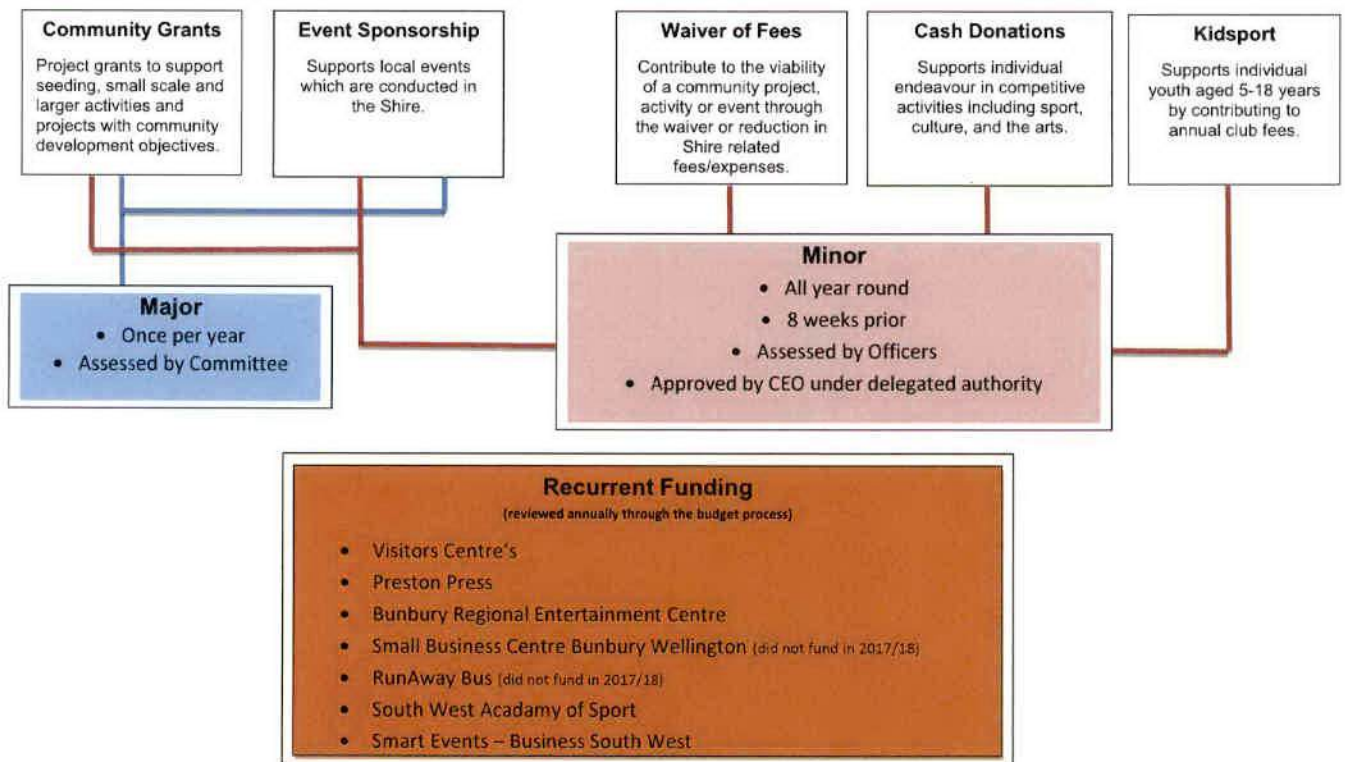 Community Grants
Project grants to support
seeding, small scale and
larger activities and
projects with community
development objectives.
Event Sponsorship
Supports local events
which are conducted in
the Shire.
Waiver of Fees
Contribute to the viability
of a community project,
activity or event through
the waiver or reduction in
Shire related
fees/expenses.
Cash Donations
Supports individual
endeavour in competitive
activities including sport,
culture, and the arts.
Kidsport
Supports individual
youth aged 5-18 years
by contributing to
annual club fees.
Major
• Once per year
• Assessed by Committee
Minor
• All year round
• 8 weeks prior
• Assessed by Officers
• Approved by CEO under delegated authority
Recurrent Funding
(reviewed annually through the budget process)
• Visitors Centre's
• Preston Press
• Bunbury Regional Entertainment Centre
• Small Business Centre Bunbury Wellington (did not fund in 2017/18)
• RunAway Bus (did not fund in 2017/18)
• South West Acadamy of Sport
• Smart Events – Business South West